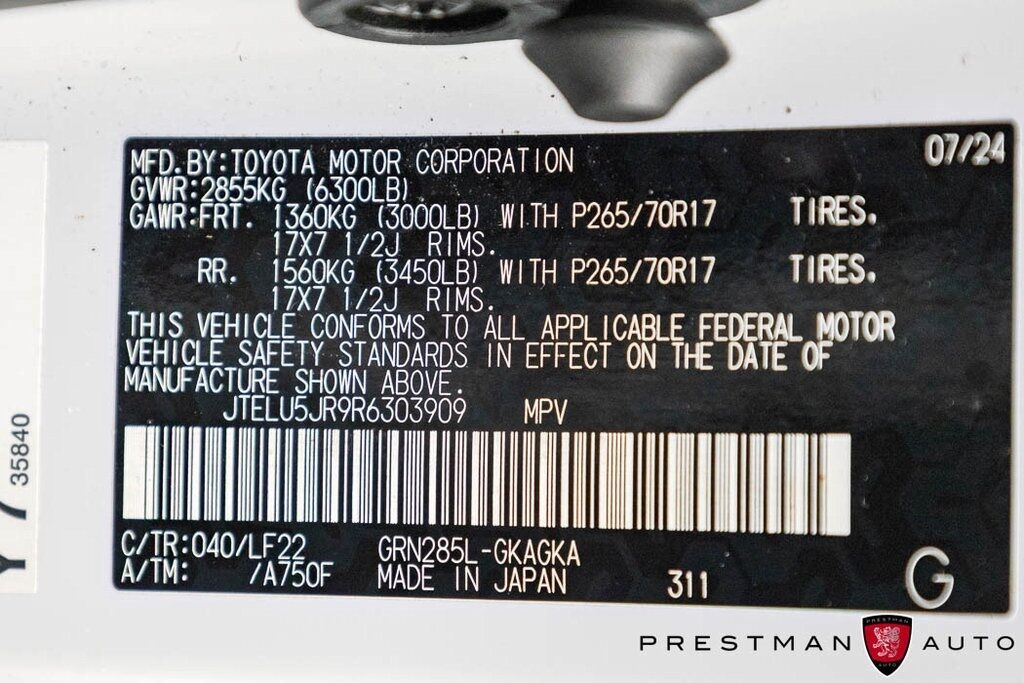 MFD.BY:TOYOTA MOTOR CORPORATION 07/24
GVWR:2855KG (6300LB)
GAWR:FRT. 1360KG (3000LB) WITH P265/70R17 TIRES.
17X7 1/2J RIMS.
RR. 1560KG (3450LB) WITH P265/70R17 TIRES.
17X7 1/2J RIMS.
THIS VEHICLE CONFORMS TO ALL APPLICABLE FEDERAL MOTOR
VEHICLE SAFETY STANDARDS IN EFFECT ON THE DATE OF
MANUFACTURE SHOWN ABOVE.
JTELU5JR9R6303909 MPV
C/TR:040/LF22 GRN285L-GKAGKA
A/TM: /A750F MADE IN JAPAN 311 G
35840
PRESTMAN AUTO